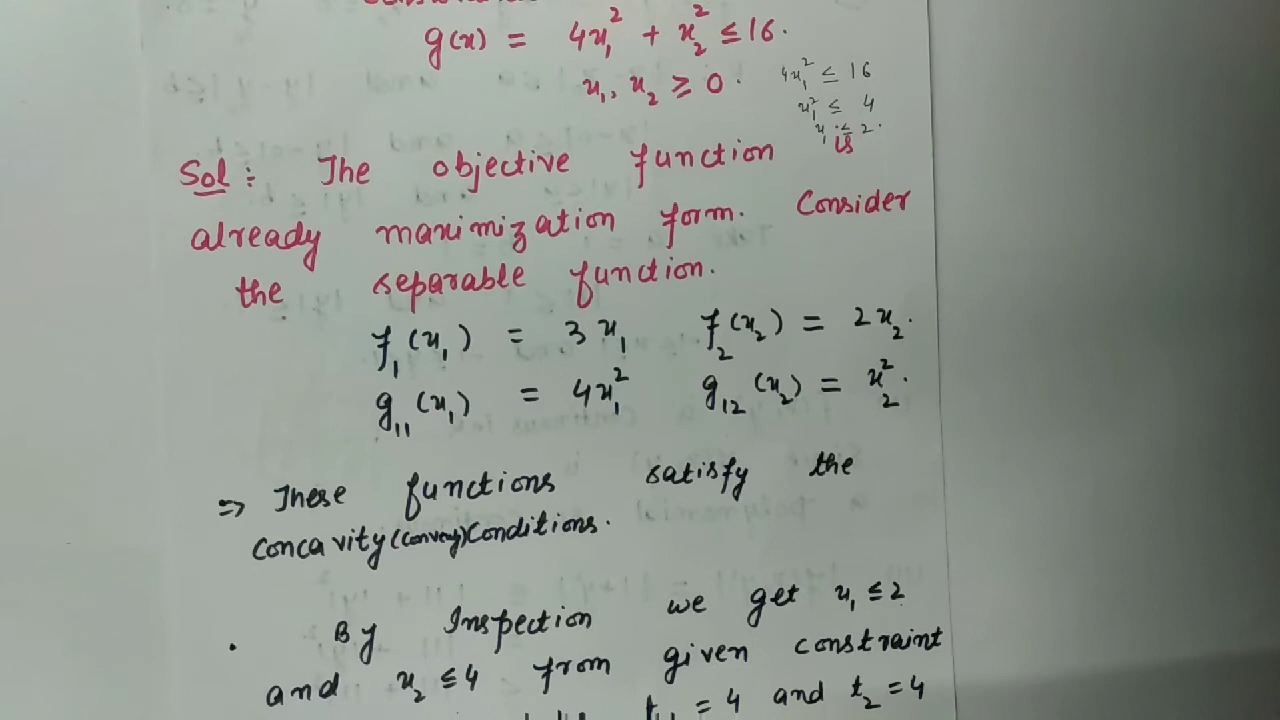 g(x) = 4x₁² + x₂² ≤ 16.
x₁, x₂ ≥ 0.
4x₁² ≤ 16
x₁² ≤ 4
x₁ ≤ 2.
Sol : The objective function is
already maximization form. Consider
the separable function.
f₁(x₁) = 3x₁ f₂(x₂) = 2x₂.
g₁₁(x₁) = 4x₁² g₁₂(x₂) = x₂².
⇒ These functions satisfy the
Concavity (Convey) Conditions.
. By Inspection we get x₁ ≤ 2
and x₂ ≤ 4 from given constraint
= 4 and t₂ = 4